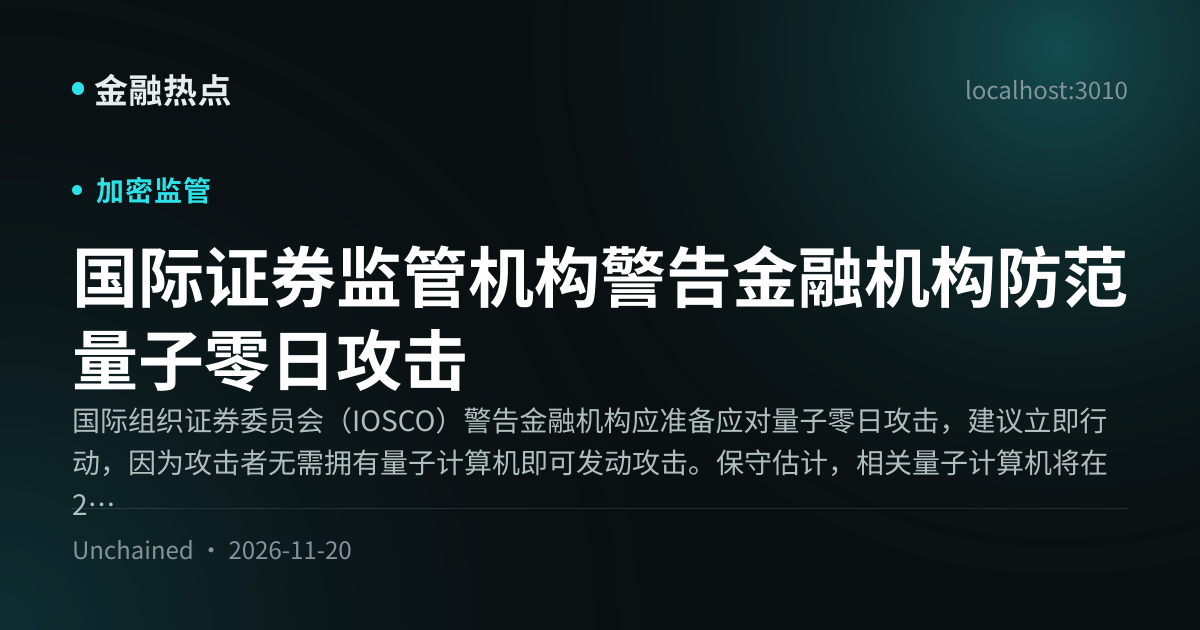 金融热点
localhost:3010
加密监管
国际证券监管机构警告金融机构防范
量子零日攻击
国际组织证券委员会（IOSCO）警告金融机构应准备应对量子零日攻击，建议立即行
动，因为攻击者无需拥有量子计算机即可发动攻击。保守估计，相关量子计算机将在
2…
Unchained • 2026-11-20